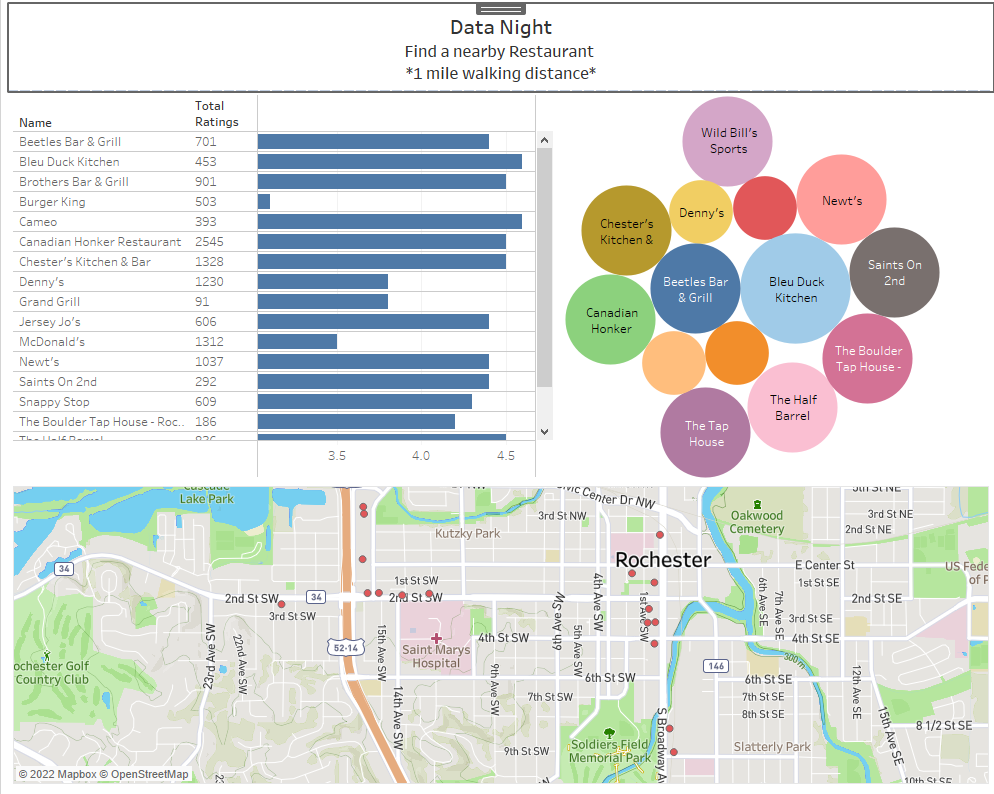 Data Night
Find a nearby Restaurant
*1 mile walking distance*
Name
Total
Ratings
Beetles Bar & Grill 701
Bleu Duck Kitchen 453
Brothers Bar & Grill 901
Burger King 503
Cameo 393
Canadian Honker Restaurant 2545
Chester's Kitchen & Bar 1328
Denny's 1230
Grand Grill 91
Jersey Jo's 606
McDonald's 1312
Newt's 1037
Saints On 2nd 292
Snappy Stop 609
The Boulder Tap House - Roc.. 186
The Half Barrel
3.5 4.0 4.5
Wild Bill's
Sports
Chester's
Kitchen &
Denny's
Newt's
Beetles Bar
& Grill
Bleu Duck
Kitchen
Saints On
2nd
Canadian
Honker
The Boulder
Tap House -
The Half
Barrel
The Tap
House
Cascade
Lake Park
Civic Center Dr NW
5th St NE
3rd St NW
Kutzky Park
Oakwood
Cemetery
3rd St NE
2nd St NE
Rochester
E Center St
US Fede
of P
34
1st St SW
1st St SE
2nd St SW
34
2nd St SW
2nd St SE
3rd St SW
3rd St SE
4th St SW
4th St SE
4th Ave SW
1st Ave SW
6th Ave SE
7th Ave SE
6th Ave SW
5th Ave SW
15th Ave SW
23rd Ave SW
22nd Ave SW
52-14
Saint Marys
Hospital
300 m
ochester Golf
Country Club
146
9th Ave SW
14th Ave SW
6th St SW
6th St SE
7th St SW
7th St SE
8th St SE
12th Ave SE
15th Ave SE
8 1/2 St SE
S Broadway Av
9th St SW
Soldiers Field
Memorial Park
Slatterly Park
10th St SE
© 2022 Mapbox © OpenStreetMap